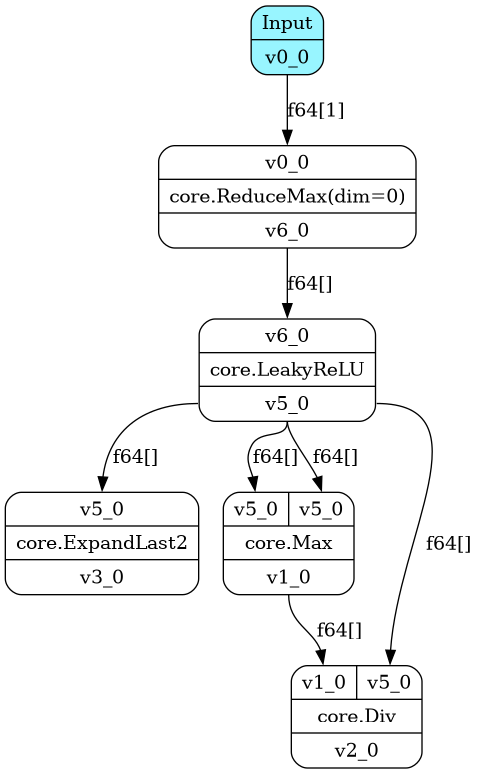 Input
v0_0
f64[1]
v0_0
core.ReduceMax(dim=0)
v6_0
f64[]
v6_0
core.LeakyReLU
v5_0
f64[]
f64[]
f64[]
f64[]
v5_0
core.ExpandLast2
v3_0
v5_0 v5_0
core.Max
v1_0
f64[]
v1_0 v5_0
core.Div
v2_0